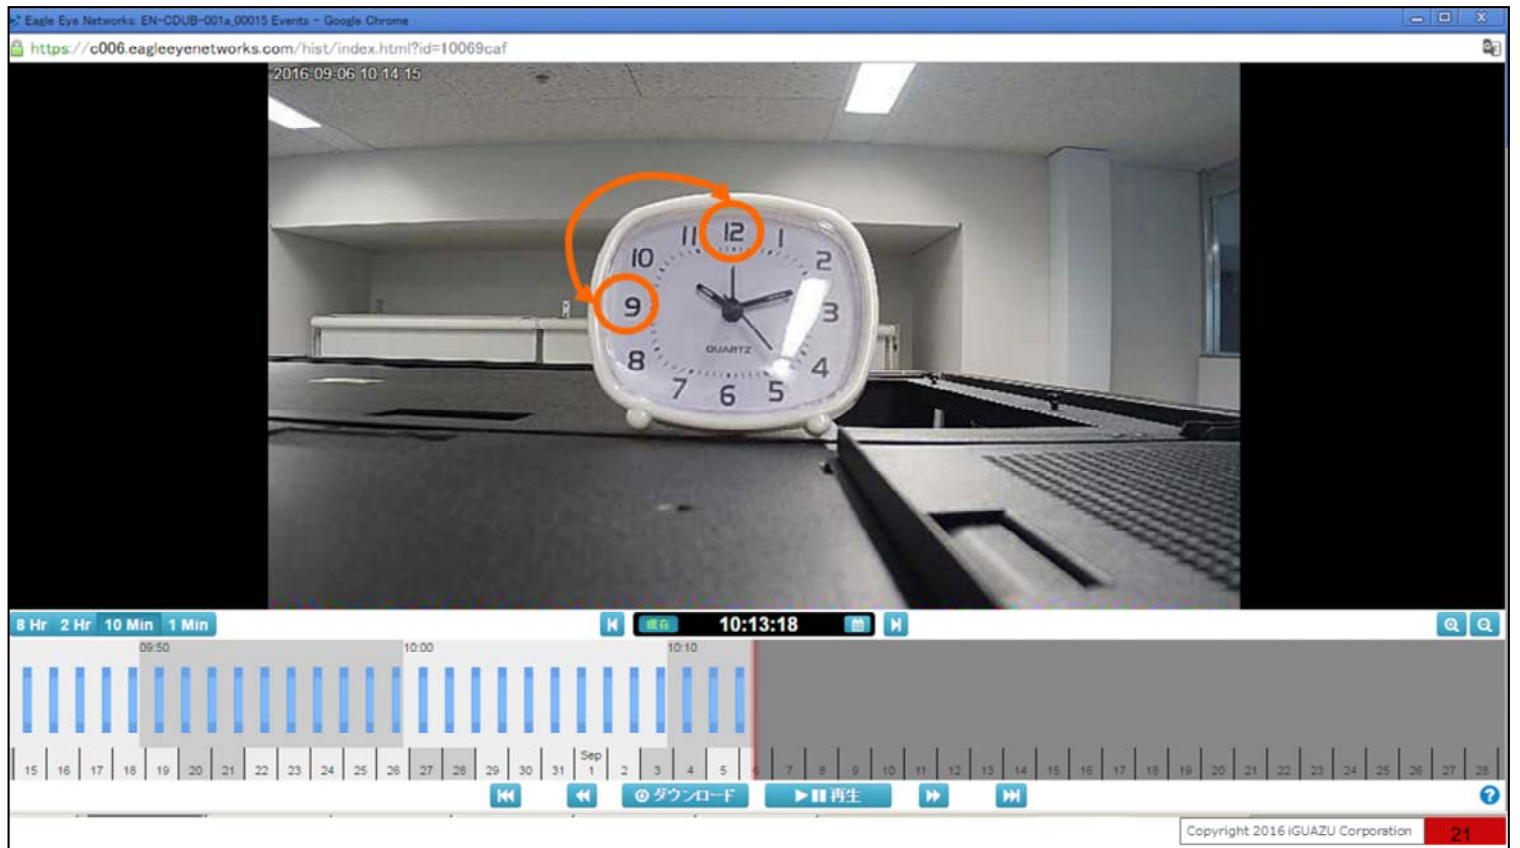 Eagle Eye Networks: EN-CDUB-001a_00015 Events - Google Chrome
https://c006.eagleeyenetworks.com/hist/index.html?id=10069caf
2016-09-06 10:14:15
11 12 1
10 2
9 3
8 4
7 6 5
QUARTZ
8 Hr 2 Hr 10 Min 1 Min
現在 10:13:18
09:50 10:00 10:10
Sep
15 16 17 18 19 20 21 22 23 24 25 26 27 28 29 30 31 1 2 3 4 5 6 7 8 9 10 11 12 13 14 15 16 17 18 19 20 21 22 23 24 25 26 27 28
ダウンロード 再生 ?
Copyright 2016 iGUAZU Corporation 21